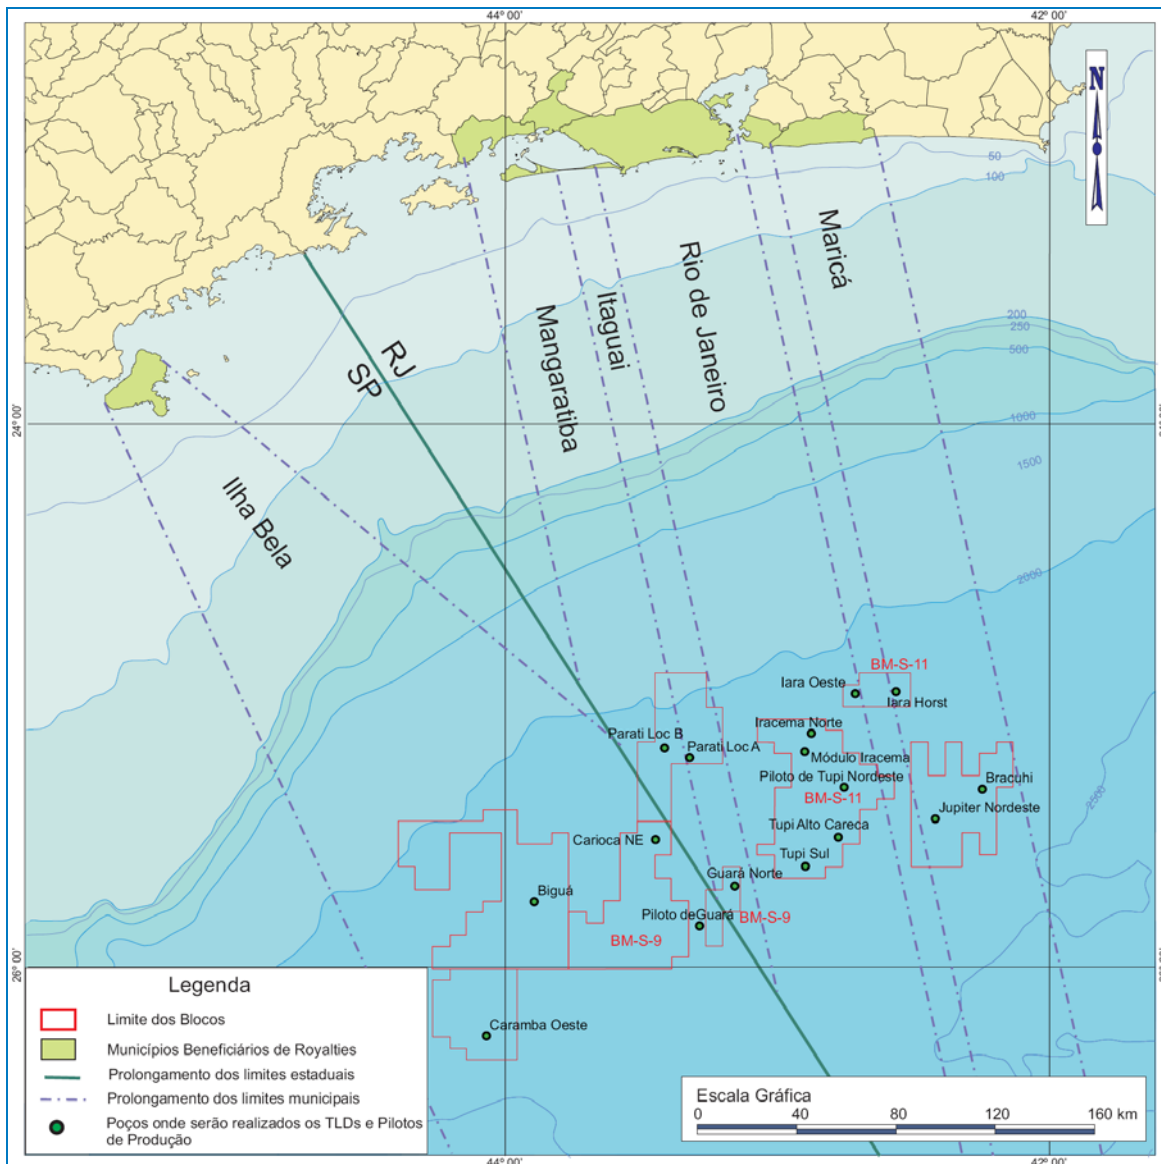 44° 00'
42° 00'
N
50
100
Maricá
Rio de Janeiro
Itaguai
Mangaratiba
RJ
SP
200
250
500
1000
1500
24° 00'
Ilha Bela
2000
2500
BM-S-11
Iara Oeste
Iara Horst
Iracema Norte
Parati Loc B
Parati Loc A
Módulo Iracema
Piloto de Tupi Nordeste
Bracuhi
BM-S-11
Jupiter Nordeste
Tupi Alto Careca
Carioca NE
Tupi Sul
Guará Norte
Biguá
Piloto de Guará
BM-S-9
BM-S-9
26° 00'
Caramba Oeste
Legenda
Limite dos Blocos
Municípios Beneficiários de Royalties
Prolongamento dos limites estaduais
Prolongamento dos limites municipais
Poços onde serão realizados os TLDs e Pilotos
de Produção
Escala Gráfica
0 40 80 120 160 km
44° 00'
42° 00'